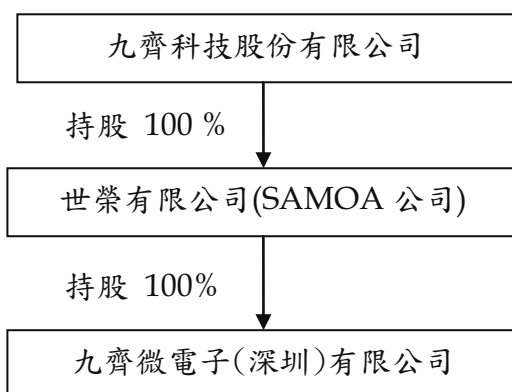 九齊科技股份有限公司
持股 100 %
世榮有限公司(SAMOA 公司)
持股 100%
九齊微電子(深圳)有限公司